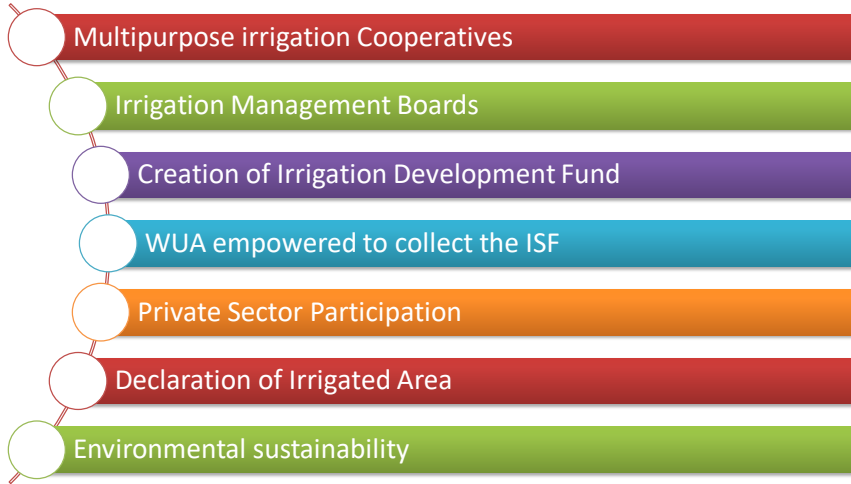 Multipurpose irrigation Cooperatives
Irrigation Management Boards
Creation of Irrigation Development Fund
WUA empowered to collect the ISF
Private Sector Participation
Declaration of Irrigated Area
Environmental sustainability